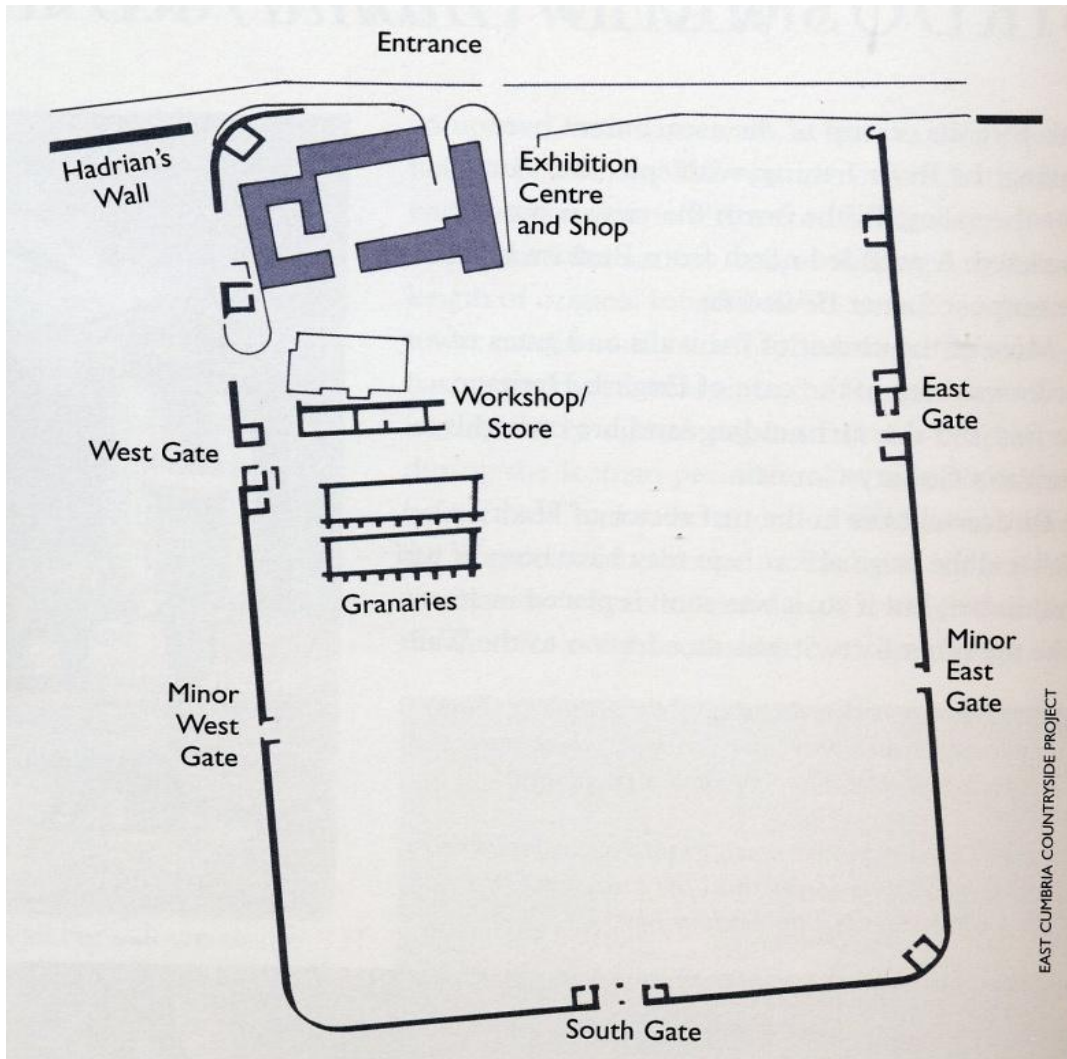 Entrance
Hadrian's
Wall
Exhibition
Centre
and Shop
Workshop/
Store
West Gate
East
Gate
Granaries
Minor
West
Gate
Minor
East
Gate
South Gate
EAST CUMBRIA COUNTRYSIDE PROJECT